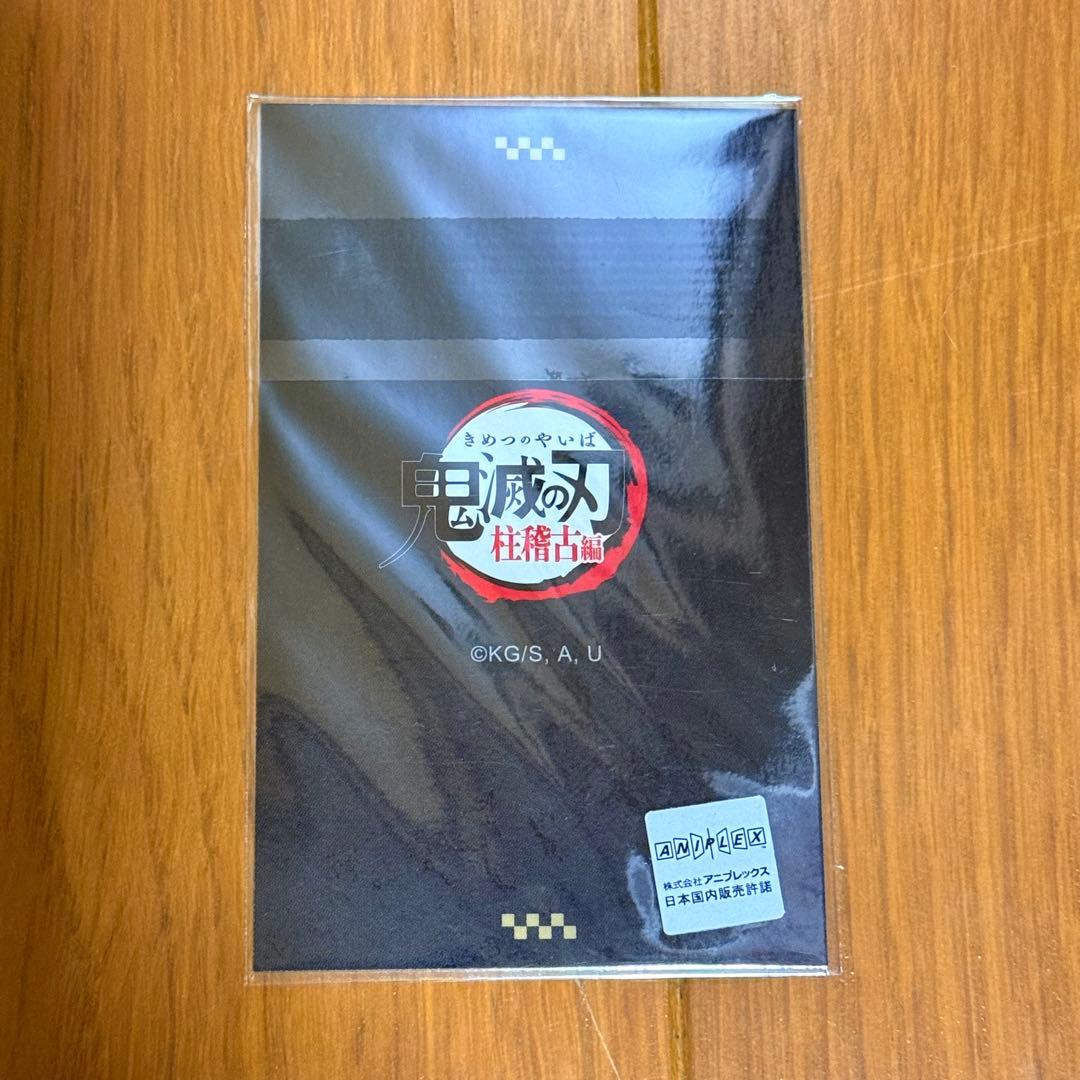 きめつのやいば
鬼滅の刃
柱稽古編
©KG/S, A, U
ANIPLEX
株式会社アニプレックス
日本国内販売許諾